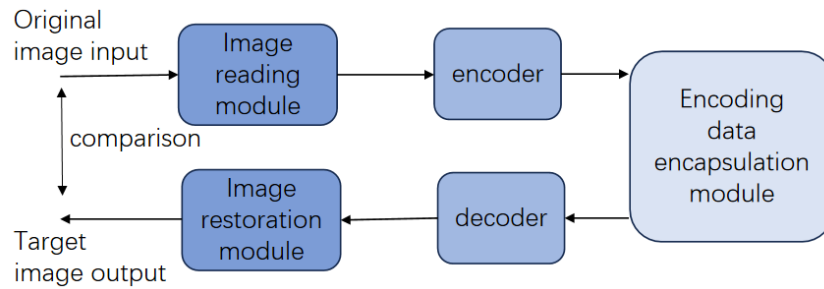 Original
image input
Image
reading
module
encoder
Encoding
data
encapsulation
module
comparison
Image
restoration
module
decoder
Target
image output